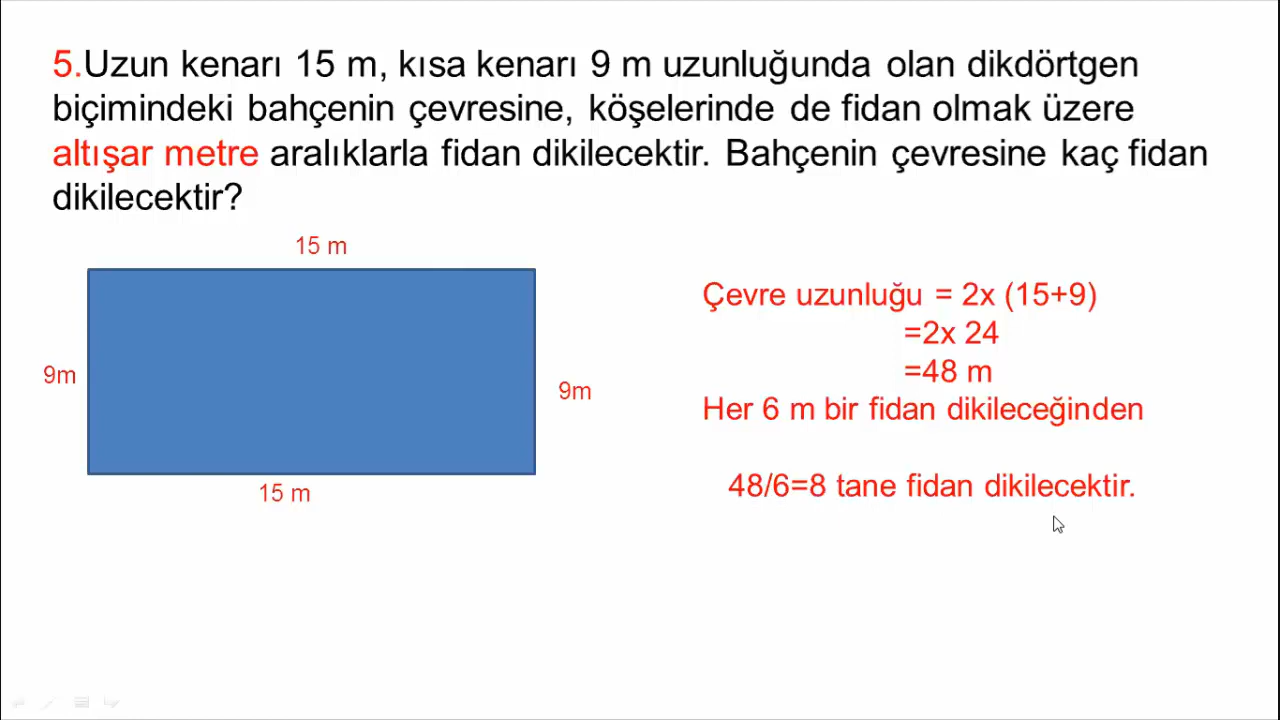 5.Uzun kenarı 15 m, kısa kenarı 9 m uzunluğunda olan dikdörtgen
biçimindeki bahçenin çevresine, köşelerinde de fidan olmak üzere
altışar metre aralıklarla fidan dikilecektir. Bahçenin çevresine kaç fidan
dikilecektir?
15 m
9m
9m
15 m
Çevre uzunluğu = 2x (15+9)
=2x 24
=48 m
Her 6 m bir fidan dikileceğinden
48/6=8 tane fidan dikilecektir.